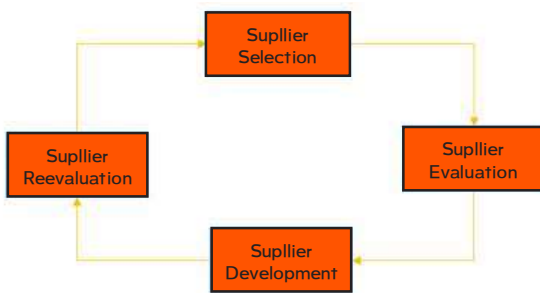 Supllier
Selection
Supllier
Evaluation
Supllier
Development
Supllier
Reevaluation